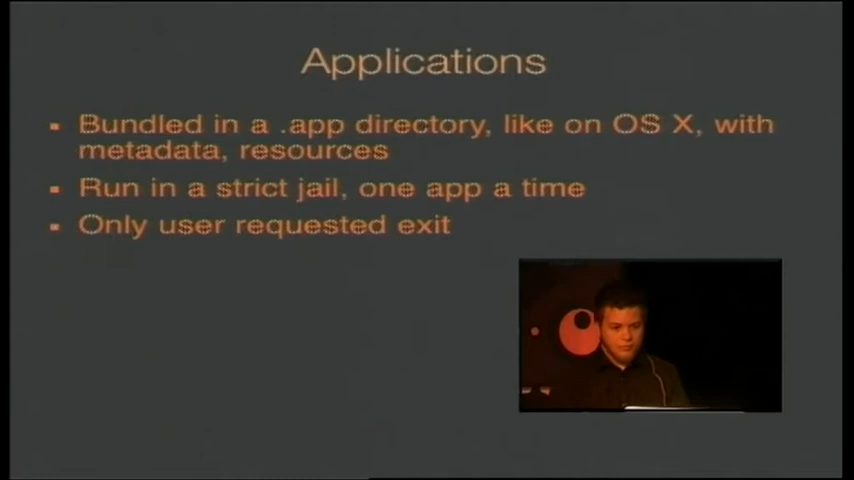 Applications
Bundled in a .app directory, like on OS X, with
metadata, resources
Run in a strict jail, one app a time
Only user requested exit